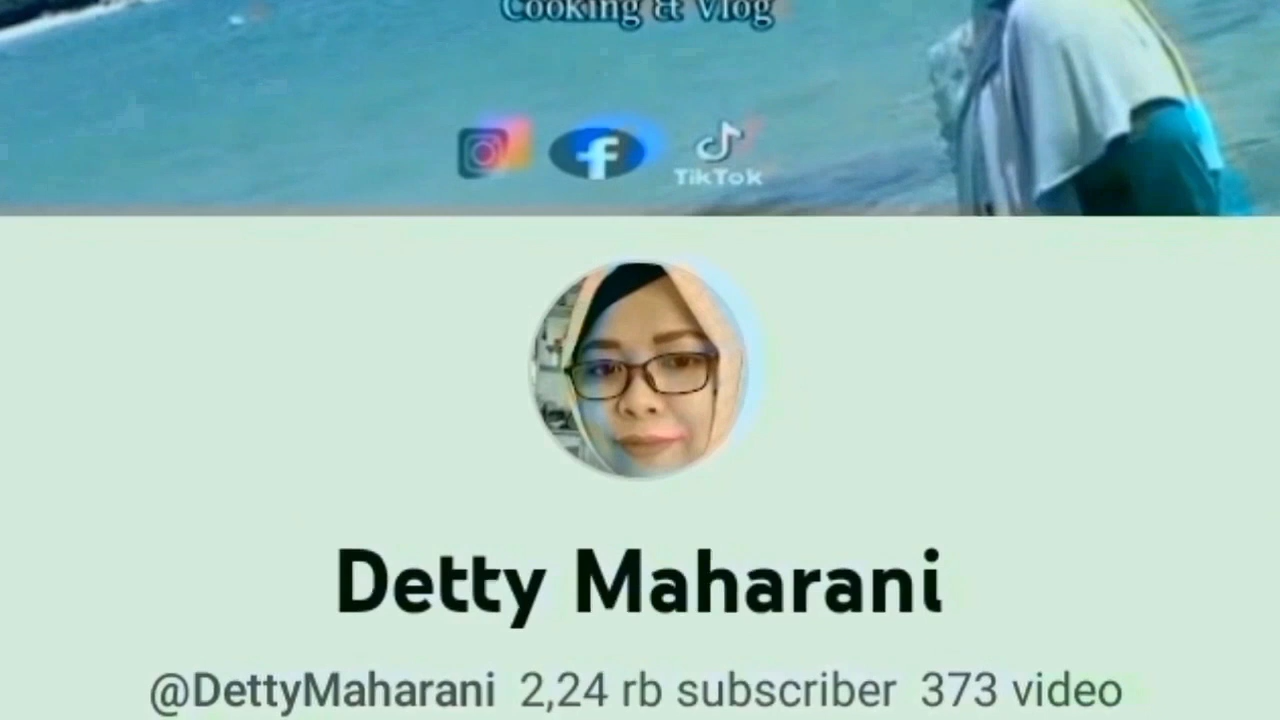 Cooking & Vlog
TikTok
Detty Maharani
@DettyMaharani 2,24 rb subscriber 373 video